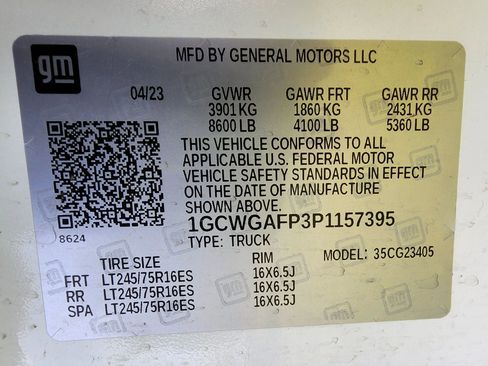 gm
MFD BY GENERAL MOTORS LLC
04/23 GVWR GAWR FRT GAWR RR
3901 KG 1860 KG 2431 KG
8600 LB 4100 LB 5360 LB
THIS VEHICLE CONFORMS TO ALL
APPLICABLE U.S. FEDERAL MOTOR
VEHICLE SAFETY STANDARDS IN EFFECT
ON THE DATE OF MANUFACTURE
SHOWN ABOVE.
8624
1GCWGAFP3P1157395
TYPE: TRUCK MODEL: 35CG23405
TIRE SIZE RIM
FRT LT245/75R16ES 16X6.5J
RR LT245/75R16ES 16X6.5J
SPA LT245/75R16ES 16X6.5J